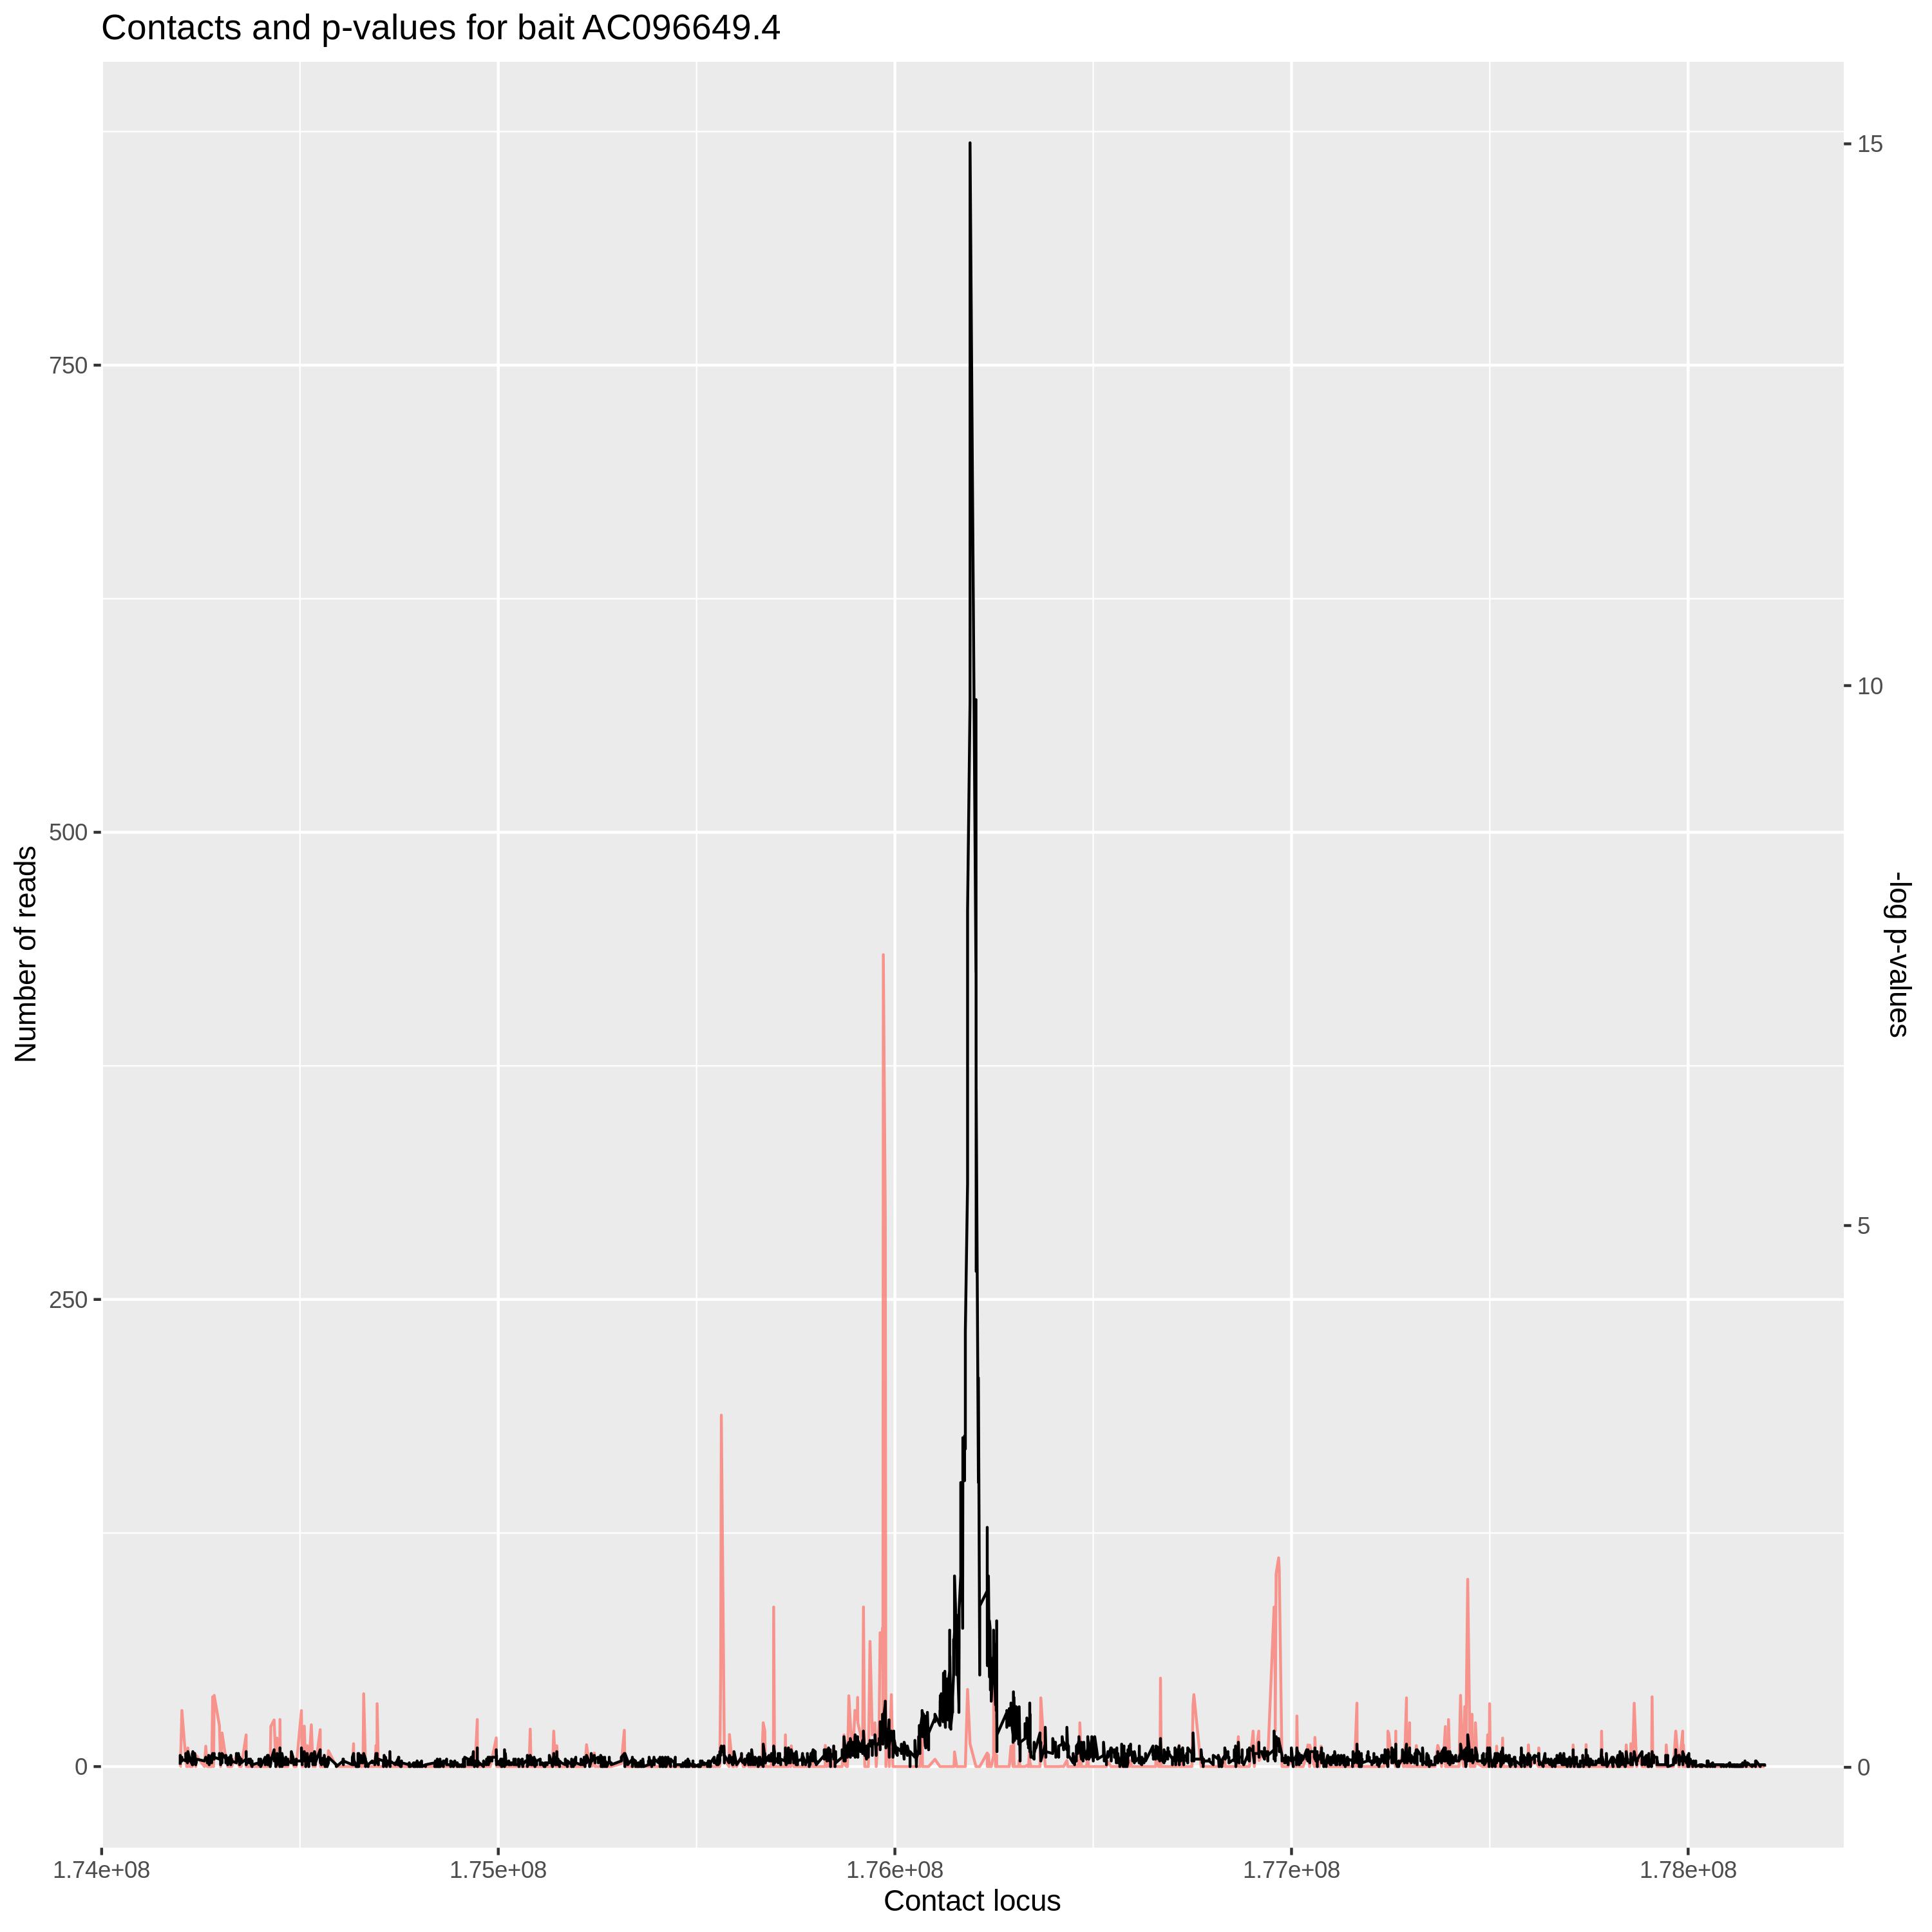 Contacts and p-values for bait AC096649.4
750
500
250
0
15
10
5
0
Number of reads
-log p-values
1.74e+08
1.75e+08
1.76e+08
1.77e+08
1.78e+08
Contact locus